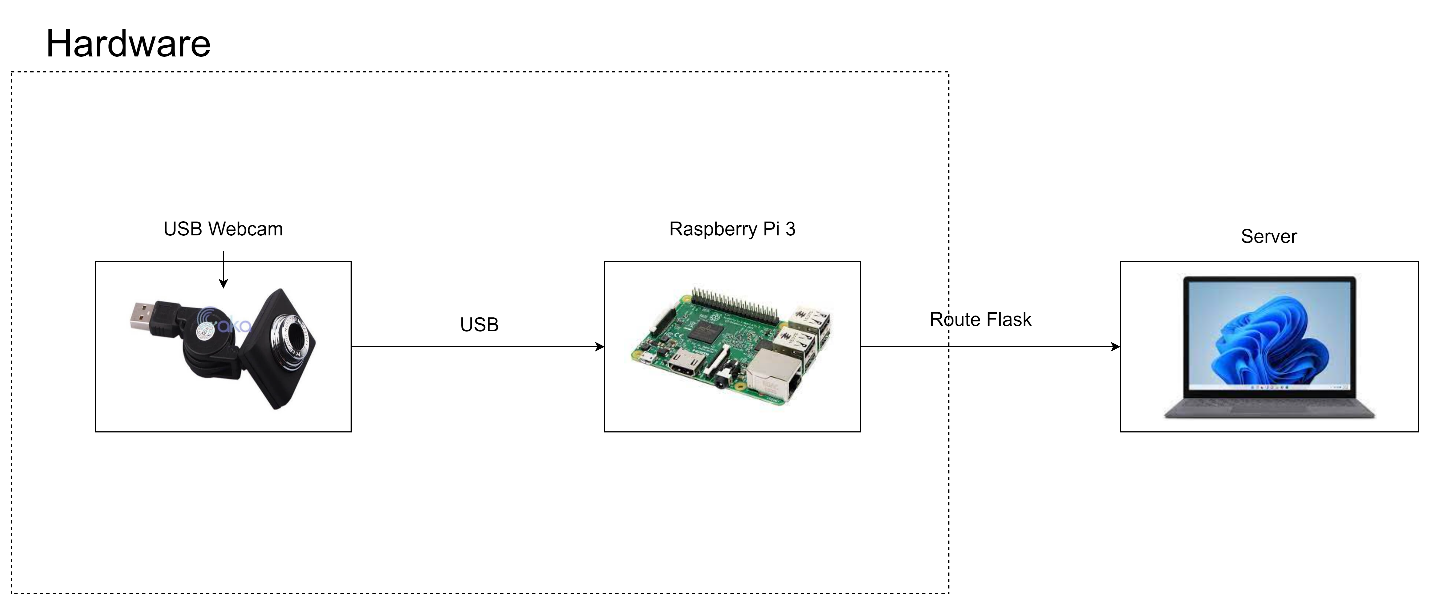 Hardware
USB Webcam
Raspberry Pi 3
Server
USB
Route Flask